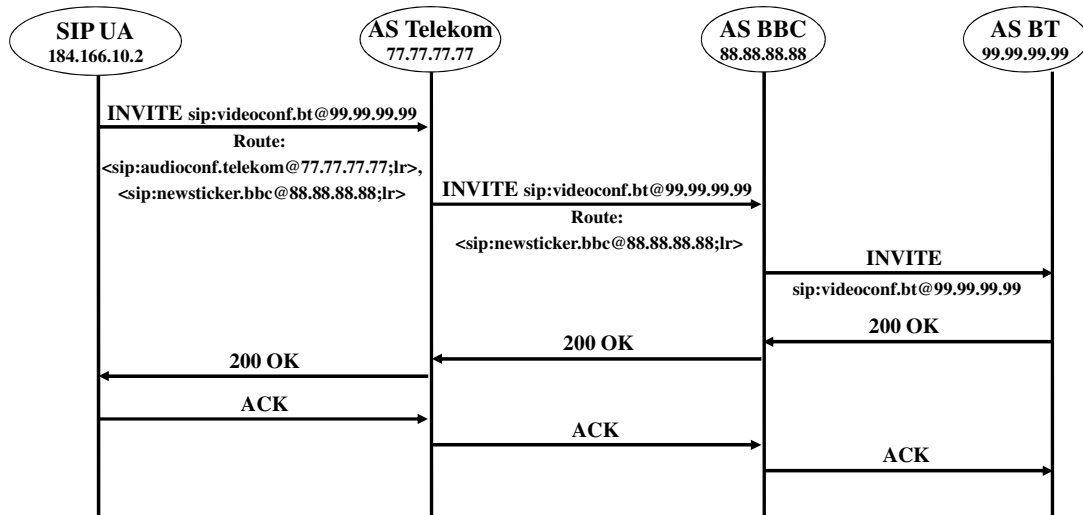 SIP UA
184.166.10.2
AS Telekom
77.77.77.77
AS BBC
88.88.88.88
AS BT
99.99.99.99
INVITE sip:videoconf.bt@99.99.99.99
Route:
<sip:audioconf.telekom@77.77.77.77;lr>,
<sip:newsticker.bbc@88.88.88.88;lr>
INVITE sip:videoconf.bt@99.99.99.99
Route:
<sip:newsticker.bbc@88.88.88.88;lr>
INVITE
sip:videoconf.bt@99.99.99.99
200 OK
200 OK
200 OK
ACK
ACK
ACK